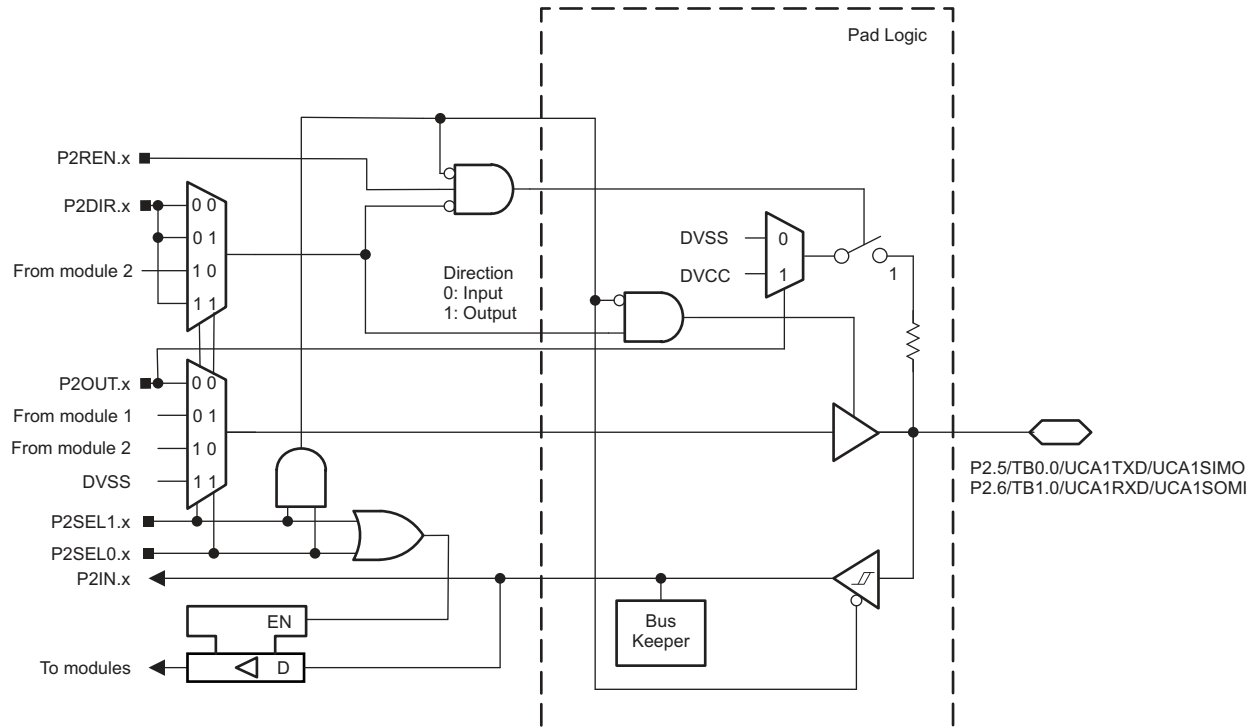 Pad Logic
P2REN.x
P2DIR.x
0 0
0 1
From module 2
1 0
1 1
Direction
0: Input
1: Output
DVSS
0
DVCC
1
1
P2OUT.x
0 0
From module 1
0 1
From module 2
1 0
DVSS
1 1
P2.5/TB0.0/UCA1TXD/UCA1SIMO
P2.6/TB1.0/UCA1RXD/UCA1SOMI
P2SEL1.x
P2SEL0.x
P2IN.x
Bus
Keeper
EN
To modules
D